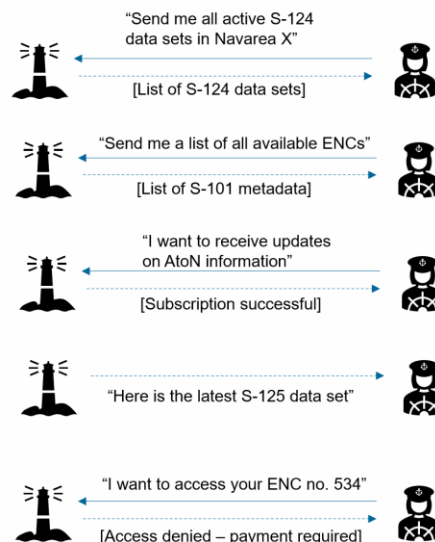 “Send me all active S-124
data sets in Navarea X”
[List of S-124 data sets]
“Send me a list of all available ENCs”
[List of S-101 metadata]
“I want to receive updates
on AtoN information”
[Subscription successful]
“Here is the latest S-125 data set”
“I want to access your ENC no. 534”
[Access denied – payment required]